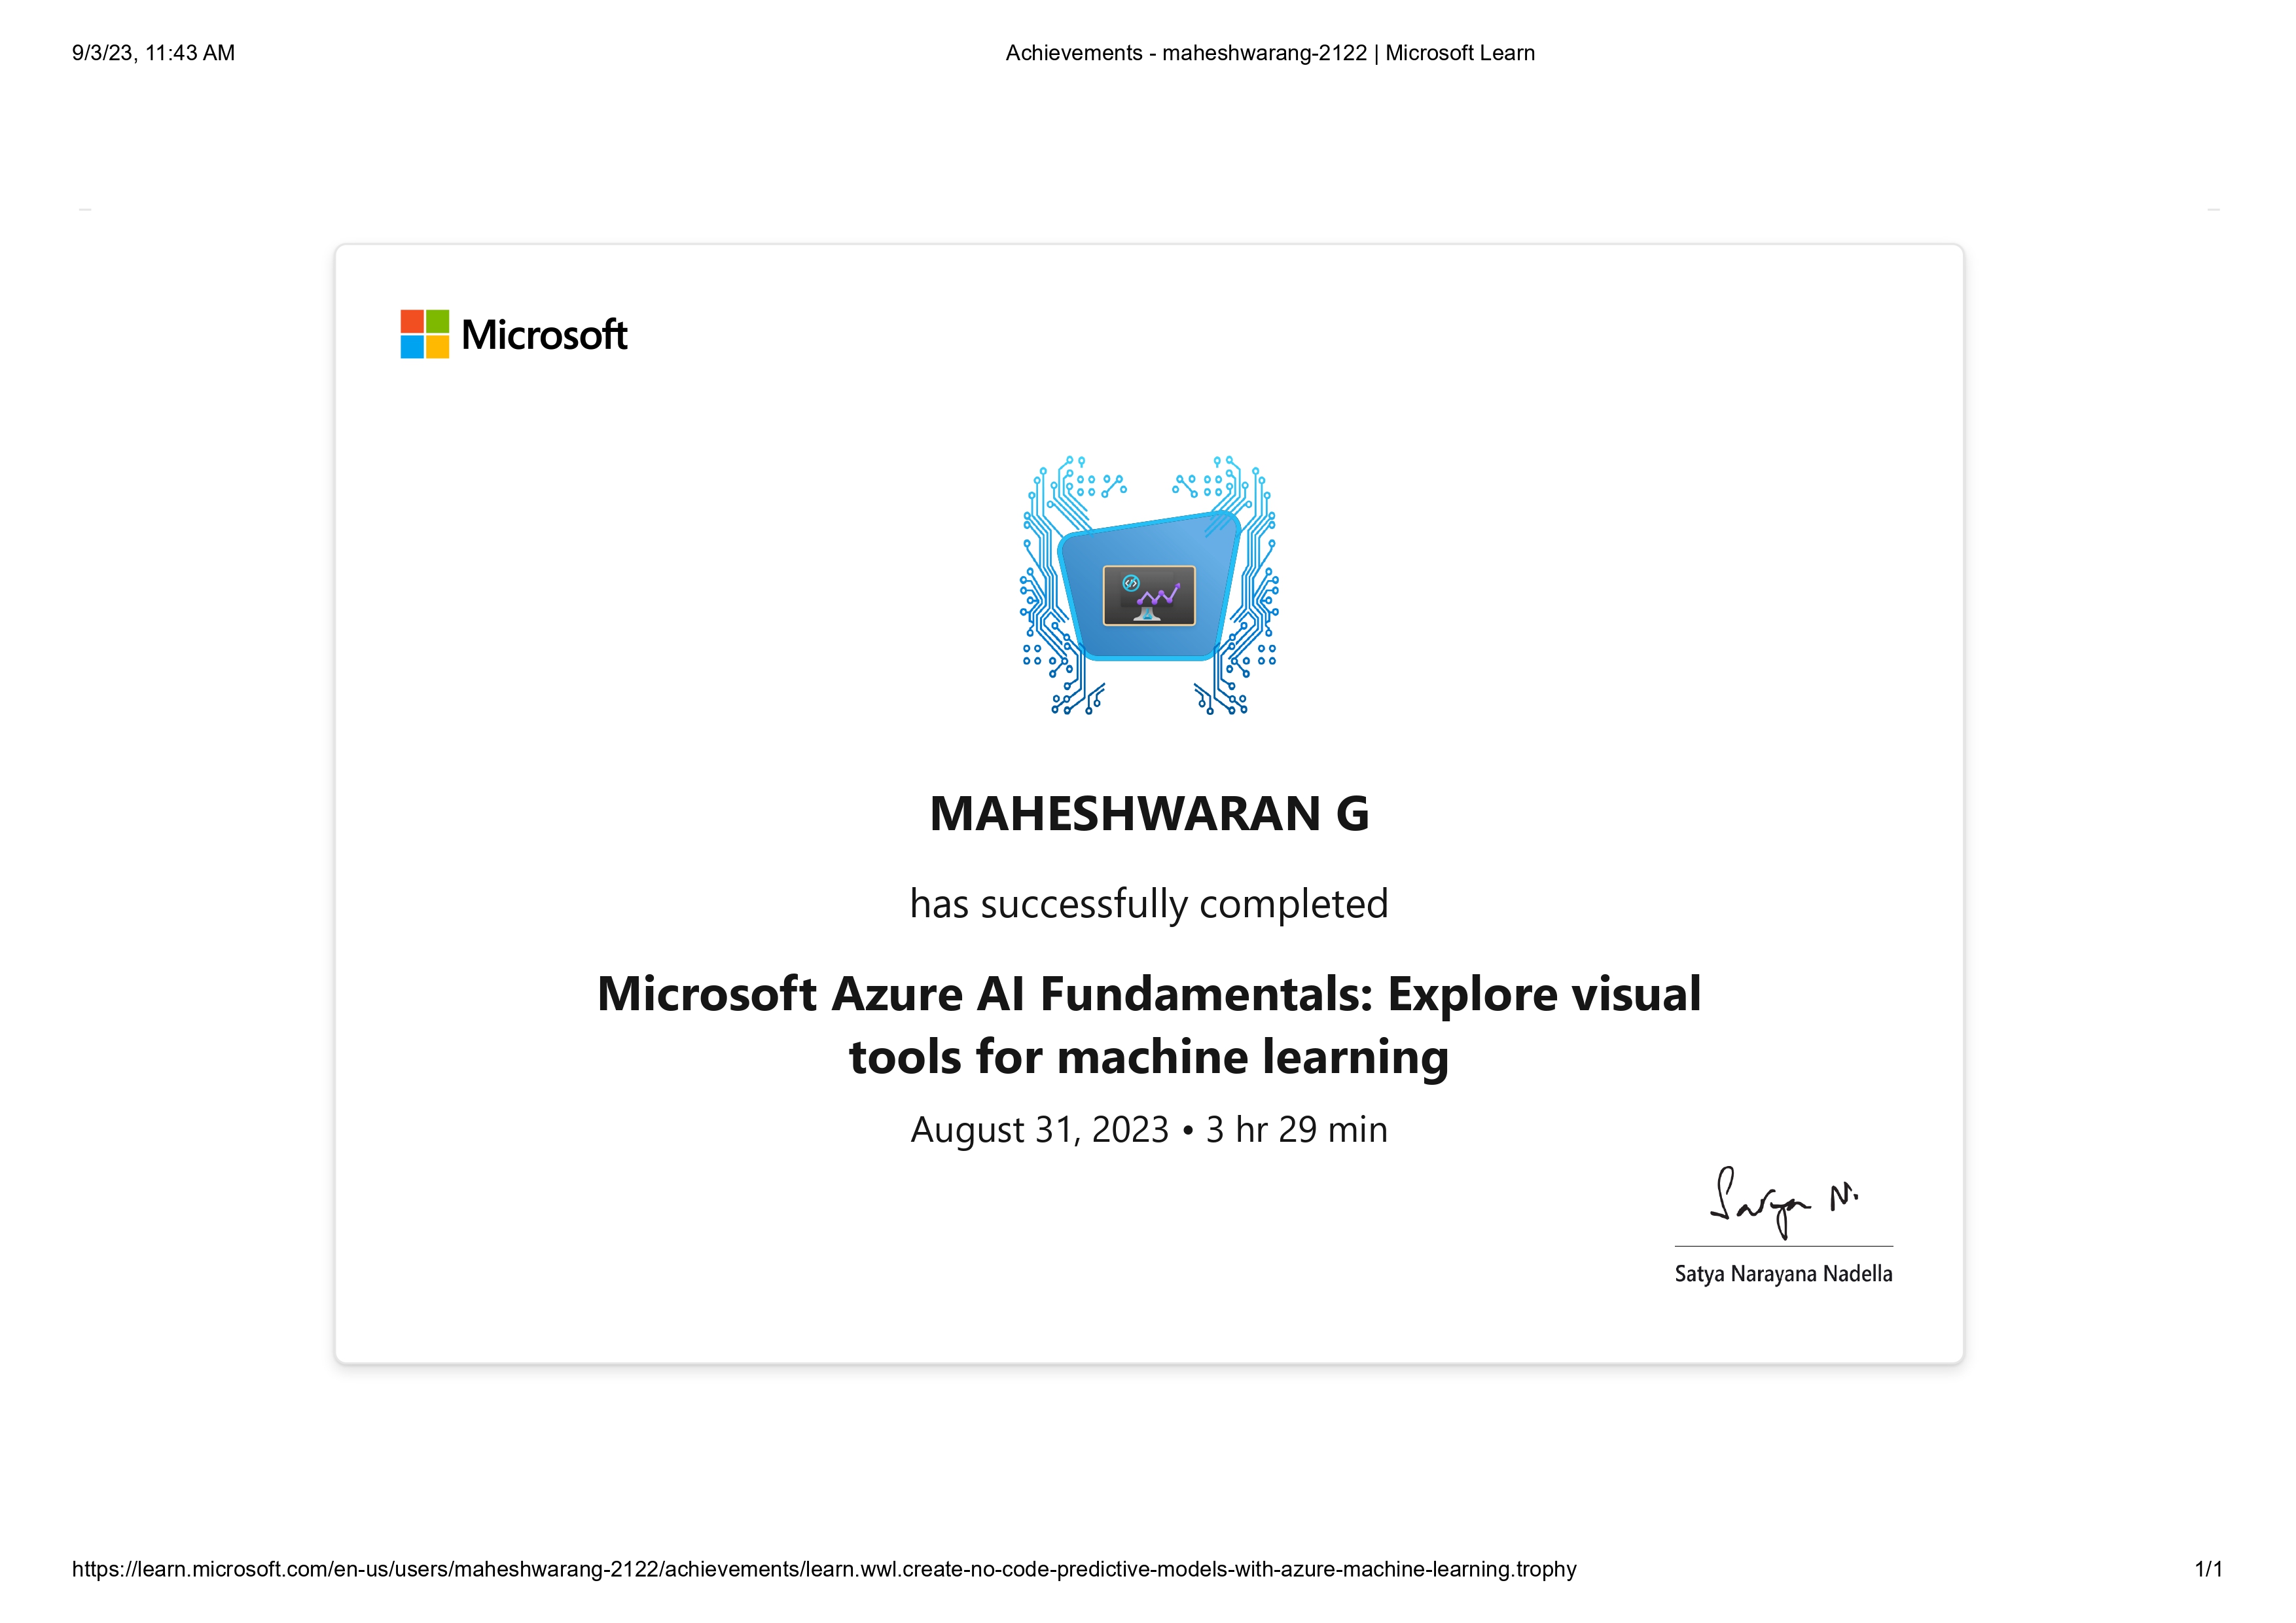 9/3/23, 11:43 AM
Achievements - maheshwarang-2122 | Microsoft Learn
Microsoft
MAHESHWARAN G
has successfully completed
Microsoft Azure AI Fundamentals: Explore visual
tools for machine learning
August 31, 2023 • 3 hr 29 min
Satya N.
Satya Narayana Nadella
https://learn.microsoft.com/en-us/users/maheshwarang-2122/achievements/learn.wwl.create-no-code-predictive-models-with-azure-machine-learning.trophy
1/1